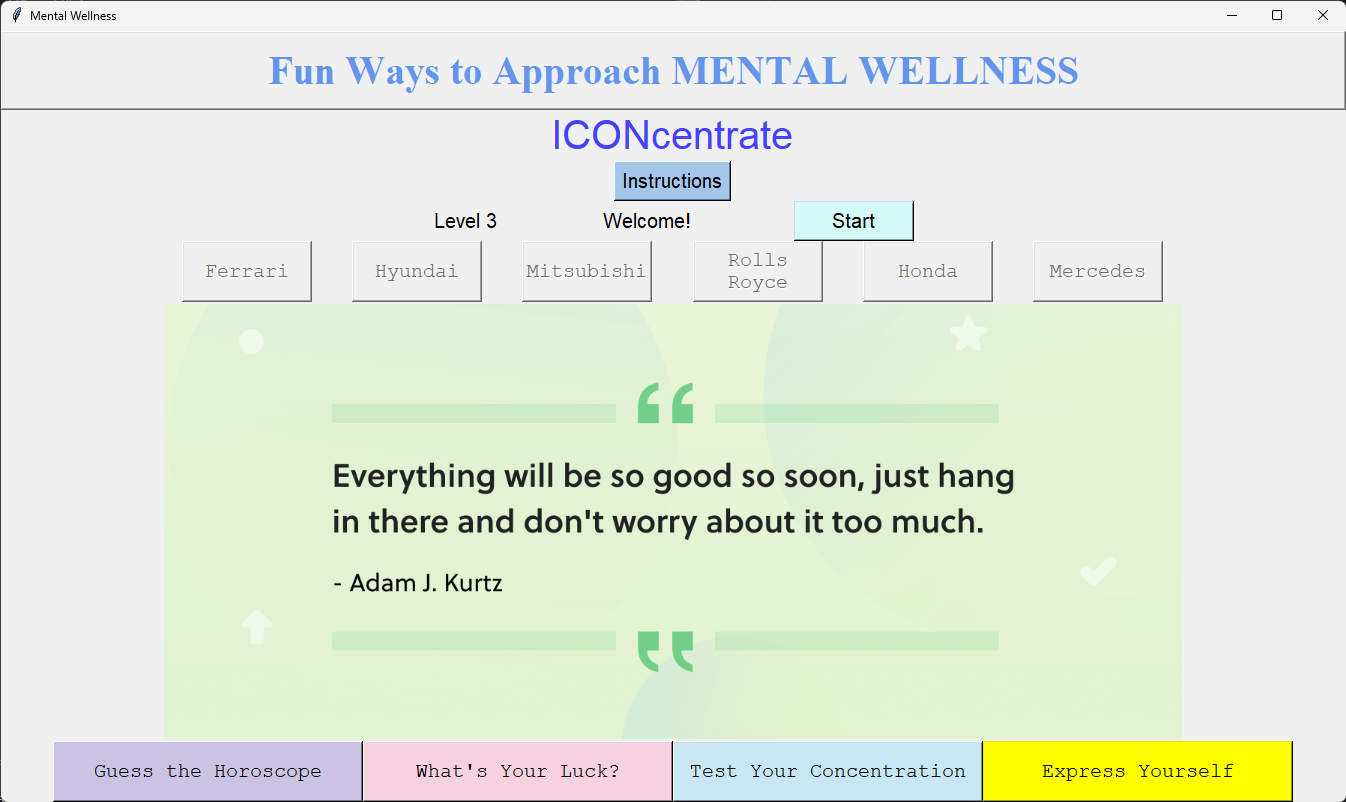 Mental Wellness
Fun Ways to Approach MENTAL WELLNESS
ICONcentrate
Instructions
Level 3 Welcome! Start
Ferrari Hyundai Mitsubishi Rolls Royce Honda Mercedes
“
Everything will be so good so soon, just hang
in there and don't worry about it too much.
- Adam J. Kurtz
”
Guess the Horoscope What's Your Luck? Test Your Concentration Express Yourself